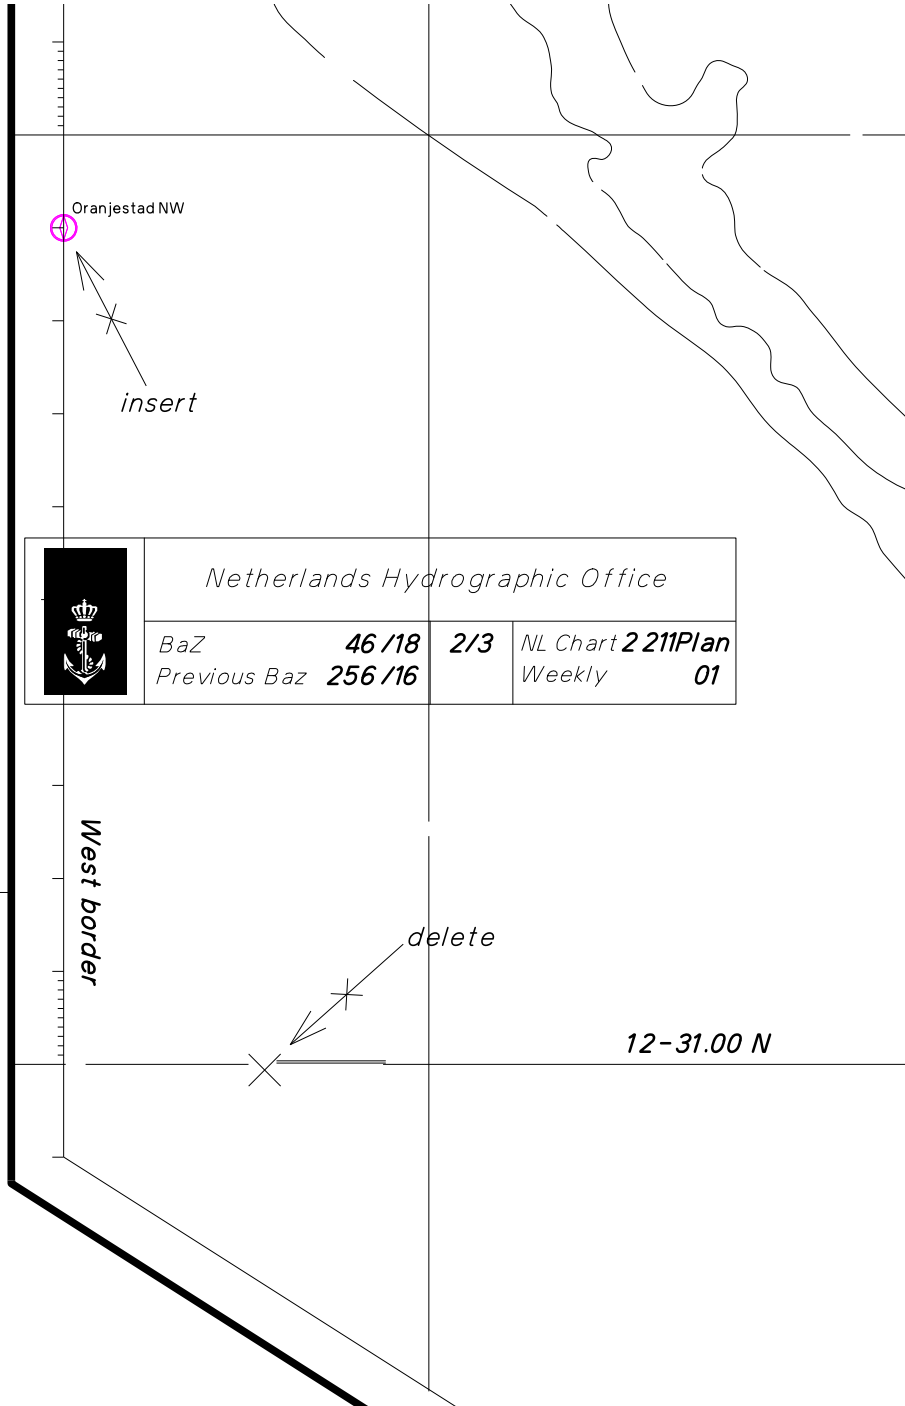 Oranjestad NW
insert
Netherlands Hydrographic Office
BaZ 46/18 2/3 NL Chart 2211Plan
Previous Baz 256/16 Weekly 01
West border
delete
12-31.00 N